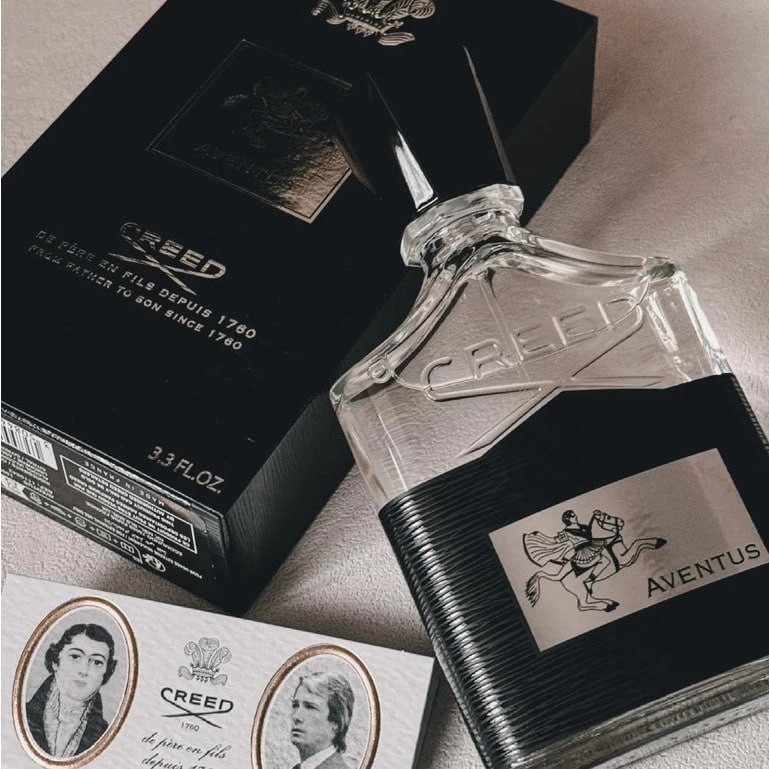 AVENTUS
CREED
DE PÈRE EN FILS DEPUIS 1760
FROM FATHER TO SON SINCE 1760
3.3 FL.OZ.
MADE IN FRANCE
CREED
AVENTUS
CREED
1760
de père en fils
depuis